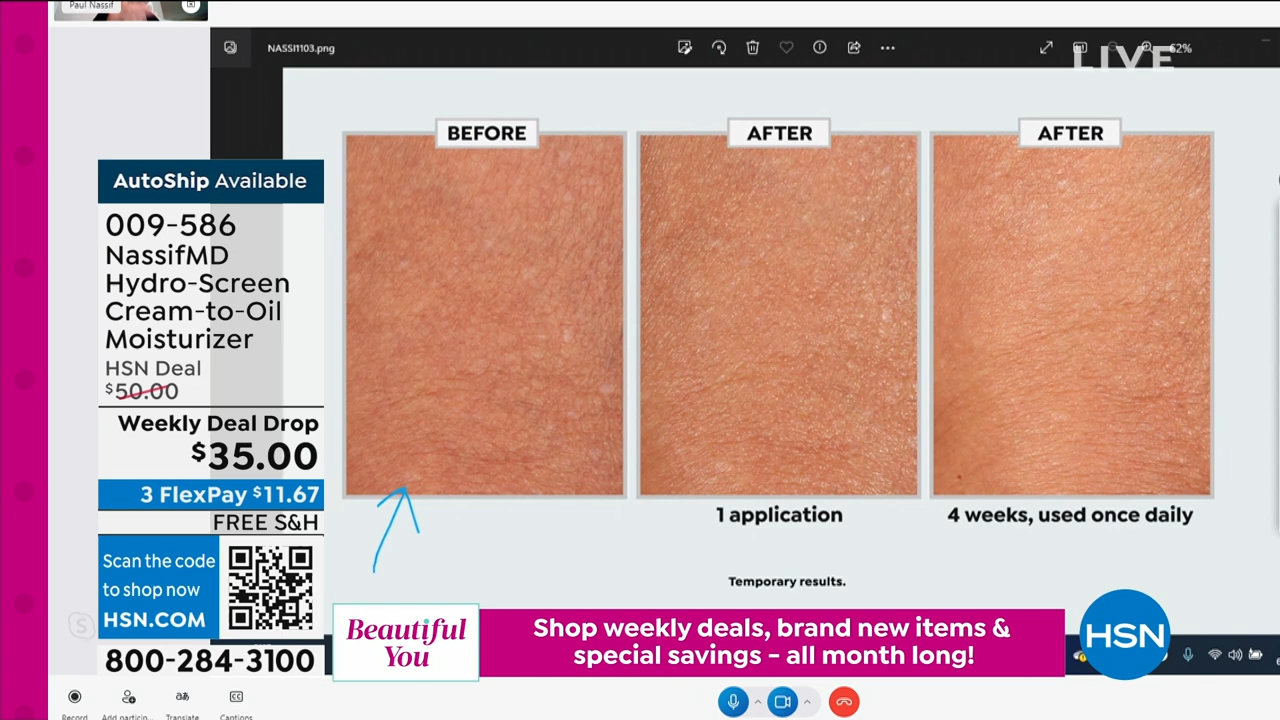 Paul Nassif
NASSI1103.png
62%
LIVE
BEFORE
AFTER
AFTER
1 application
4 weeks, used once daily
Temporary results.
AutoShip Available
009-586
NassifMD
Hydro-Screen
Cream-to-Oil
Moisturizer
HSN Deal
$50.00
Weekly Deal Drop
$35.00
3 FlexPay $11.67
FREE S&H
Scan the code
to shop now
HSN.COM
800-284-3100
Beautiful
You
Shop weekly deals, brand new items &
special savings – all month long!
HSN
Record
Add particip...
Translate
Captions